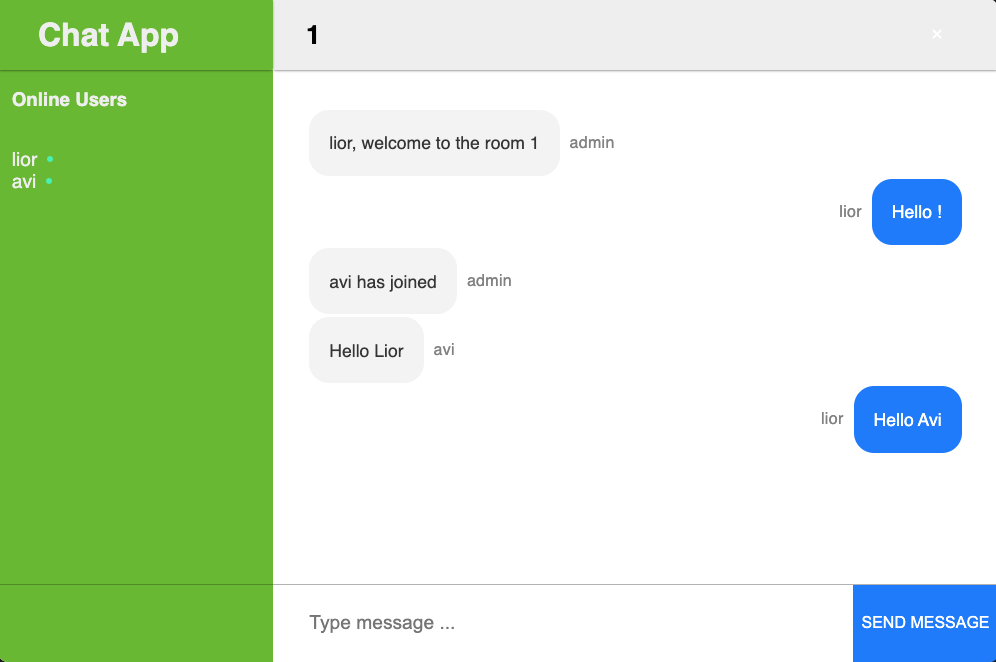 Chat App
1
×
Online Users
lior
avi
lior, welcome to the room 1 admin
lior Hello !
avi has joined admin
Hello Lior avi
lior Hello Avi
Type message ...
SEND MESSAGE